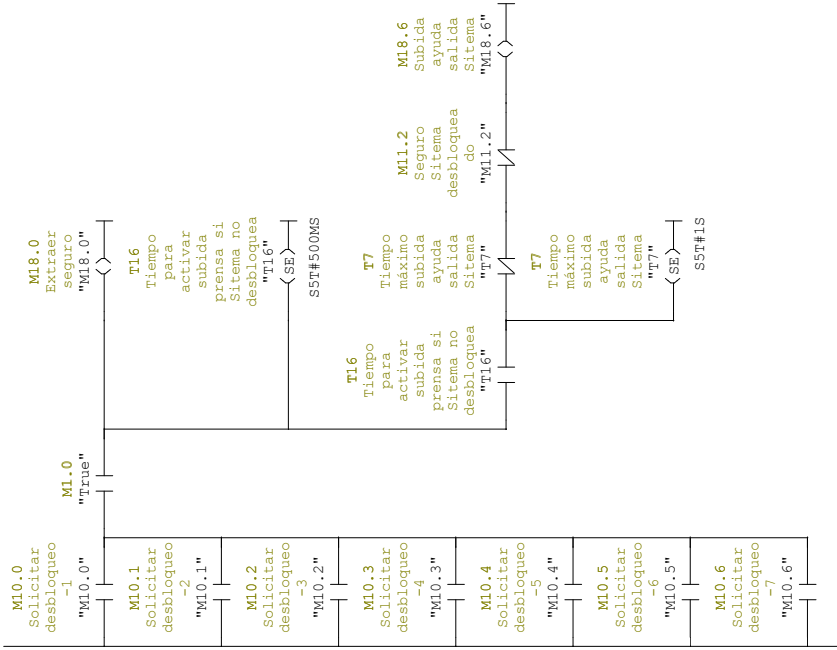 M10.0
Solicitar
desbloqueo
-1
"M10.0"
M1.0
"True"
M18.0
Extraer
seguro
"M18.0"
M10.1
Solicitar
desbloqueo
-2
"M10.1"
T16
Tiempo
para
activar
subida
prensa si
Sitema no
desbloquea
"T16"
SE
S5T#500MS
M10.2
Solicitar
desbloqueo
-3
"M10.2"
M10.3
Solicitar
desbloqueo
-4
"M10.3"
T16
Tiempo
para
activar
subida
prensa si
Sitema no
desbloquea
"T16"
T7
Tiempo
máximo
subida
ayuda
salida
Sitema
"T7"
M11.2
Seguro
Sitema
desbloquea
do
"M11.2"
M18.6
Subida
ayuda
salida
Sitema
"M18.6"
M10.4
Solicitar
desbloqueo
-5
"M10.4"
M10.5
Solicitar
desbloqueo
-6
"M10.5"
T7
Tiempo
máximo
subida
ayuda
salida
Sitema
"T7"
SE
S5T#1S
M10.6
Solicitar
desbloqueo
-7
"M10.6"